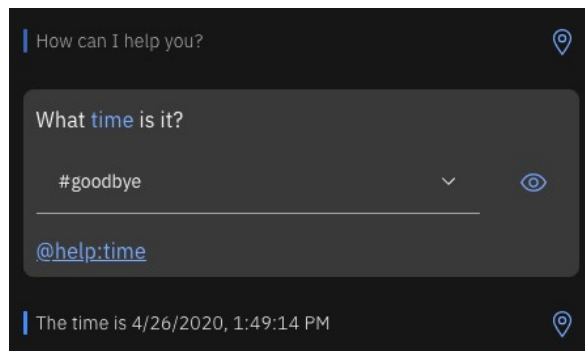 How can I help you?
What time is it?
#goodbye
@help:time
The time is 4/26/2020, 1:49:14 PM